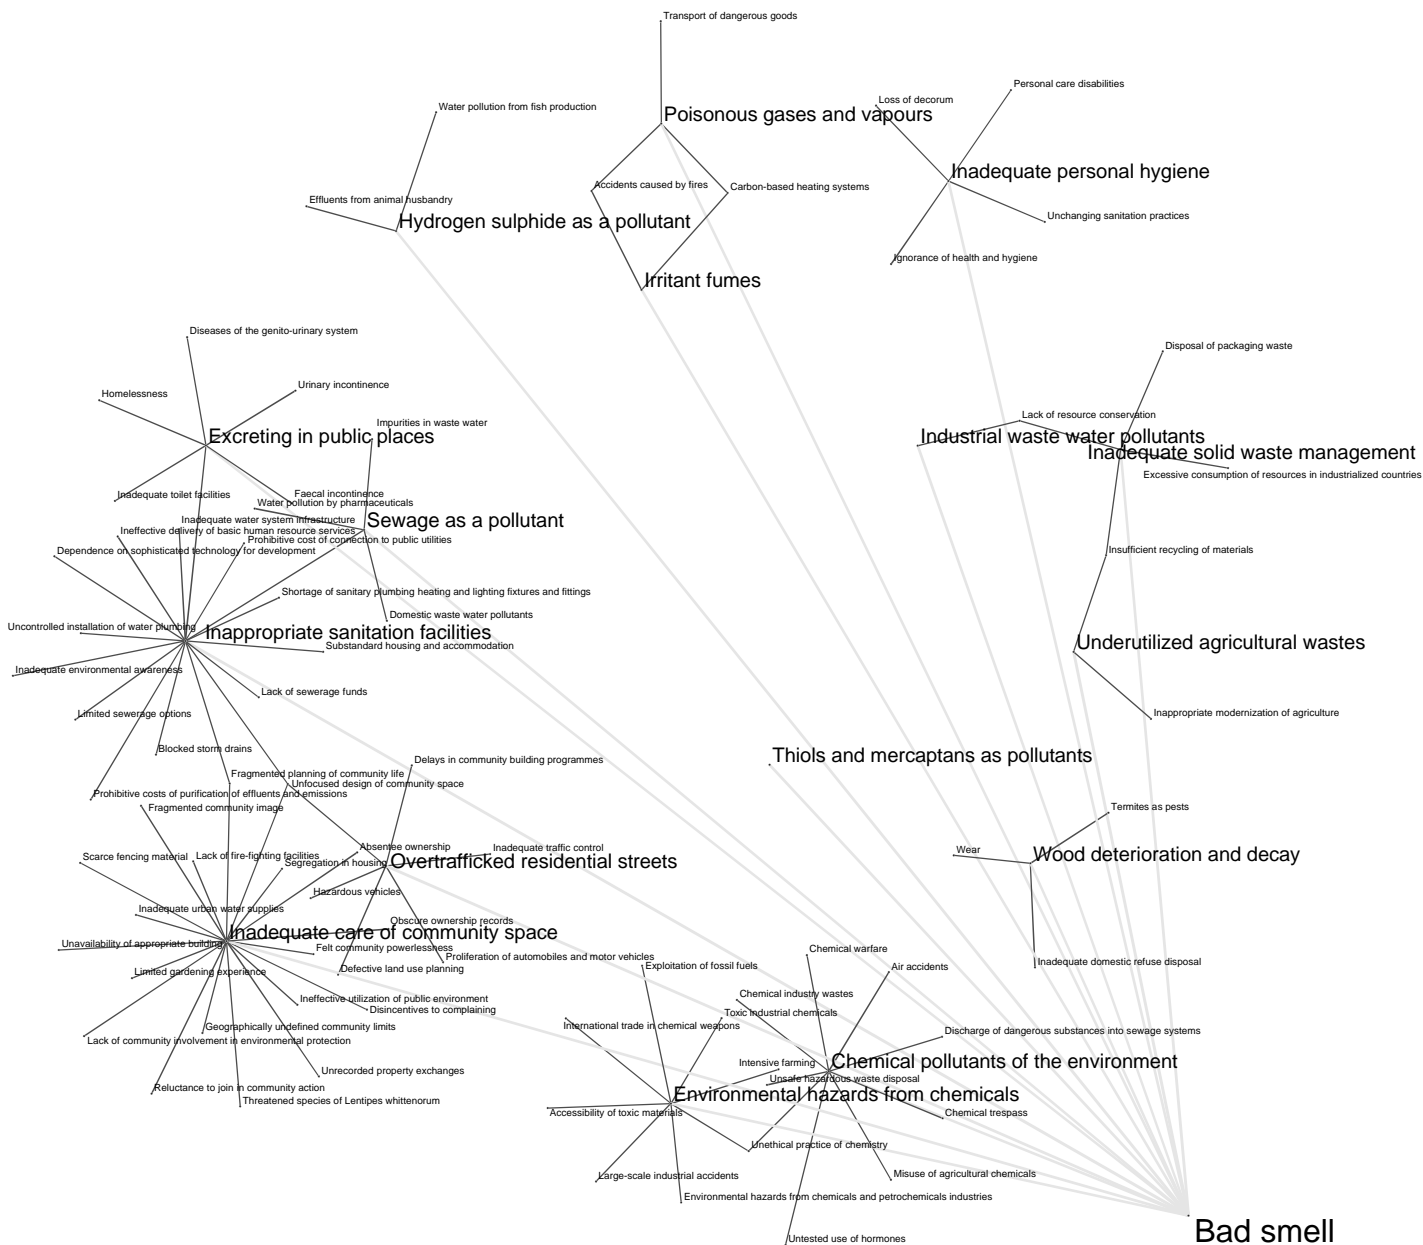 Transport of dangerous goods
Personal care disabilities
Loss of decorum
Water pollution from fish production
Poisonous gases and vapours
Inadequate personal hygiene
Accidents caused by fires
Carbon-based heating systems
Effluents from animal husbandry
Hydrogen sulphide as a pollutant
Unchanging sanitation practices
Ignorance of health and hygiene
Irritant fumes
Diseases of the genito-urinary system
Disposal of packaging waste
Homelessness
Urinary incontinence
Impurities in waste water
Lack of resource conservation
Excreting in public places
Industrial waste water pollutants
Inadequate solid waste management
Excessive consumption of resources in industrialized countries
Inadequate toilet facilities
Faecal incontinence
Water pollution by pharmaceuticals
Inadequate water system infrastructure
Sewage as a pollutant
Ineffective delivery of basic human resource services
Prohibitive cost of connection to public utilities
Dependence on sophisticated technology for development
Insufficient recycling of materials
Shortage of sanitary plumbing heating and lighting fixtures and fittings
Domestic waste water pollutants
Uncontrolled installation of water plumbing
Inappropriate sanitation facilities
Substandard housing and accommodation
Underutilized agricultural wastes
Inadequate environmental awareness
Lack of sewerage funds
Limited sewerage options
Inappropriate modernization of agriculture
Blocked storm drains
Thiols and mercaptans as pollutants
Delays in community building programmes
Fragmented planning of community life
Unfocused design of community space
Prohibitive costs of purification of effluents and emissions
Fragmented community image
Termites as pests
Absentee ownership
Inadequate traffic control
Wear
Scarce fencing material
Lack of fire-fighting facilities
Segregation in housing
Overtrafficked residential streets
Wood deterioration and decay
Hazardous vehicles
Inadequate urban water supplies
Obscure ownership records
Inadequate care of community space
Unavailability of appropriate building
Felt community powerlessness
Chemical warfare
Proliferation of automobiles and motor vehicles
Limited gardening experience
Defective land use planning
Exploitation of fossil fuels
Air accidents
Inadequate domestic refuse disposal
Ineffective utilization of public environment
Chemical industry wastes
Disincentives to complaining
Toxic industrial chemicals
Geographically undefined community limits
International trade in chemical weapons
Discharge of dangerous substances into sewage systems
Lack of community involvement in environmental protection
Intensive farming
Chemical pollutants of the environment
Unrecorded property exchanges
Unsafe hazardous waste disposal
Reluctance to join in community action
Environmental hazards from chemicals
Threatened species of Lentipes whittenorum
Accessibility of toxic materials
Chemical trespass
Unethical practice of chemistry
Large-scale industrial accidents
Misuse of agricultural chemicals
Environmental hazards from chemicals and petrochemicals industries
Untested use of hormones
Bad smell